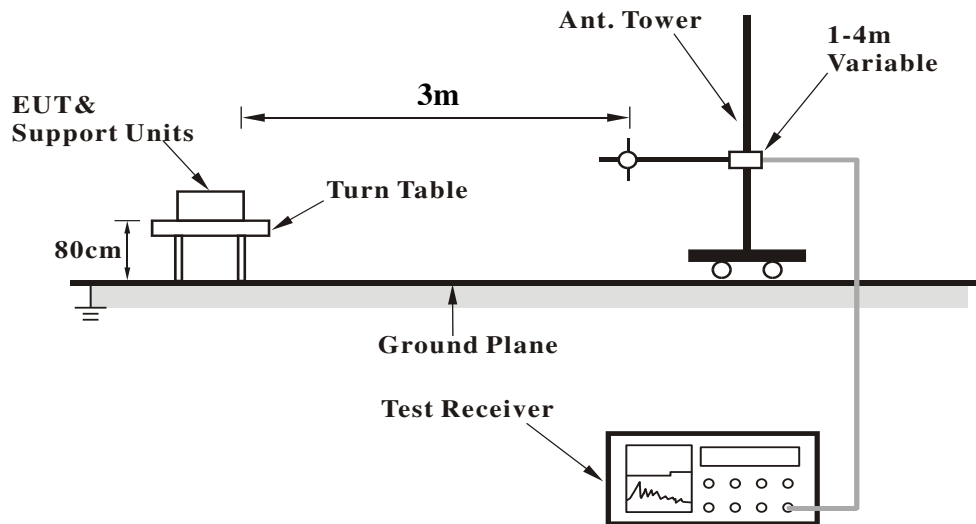 Ant. Tower
1-4m
Variable
3m
EUT&
Support Units
Turn Table
80cm
Ground Plane
Test Receiver